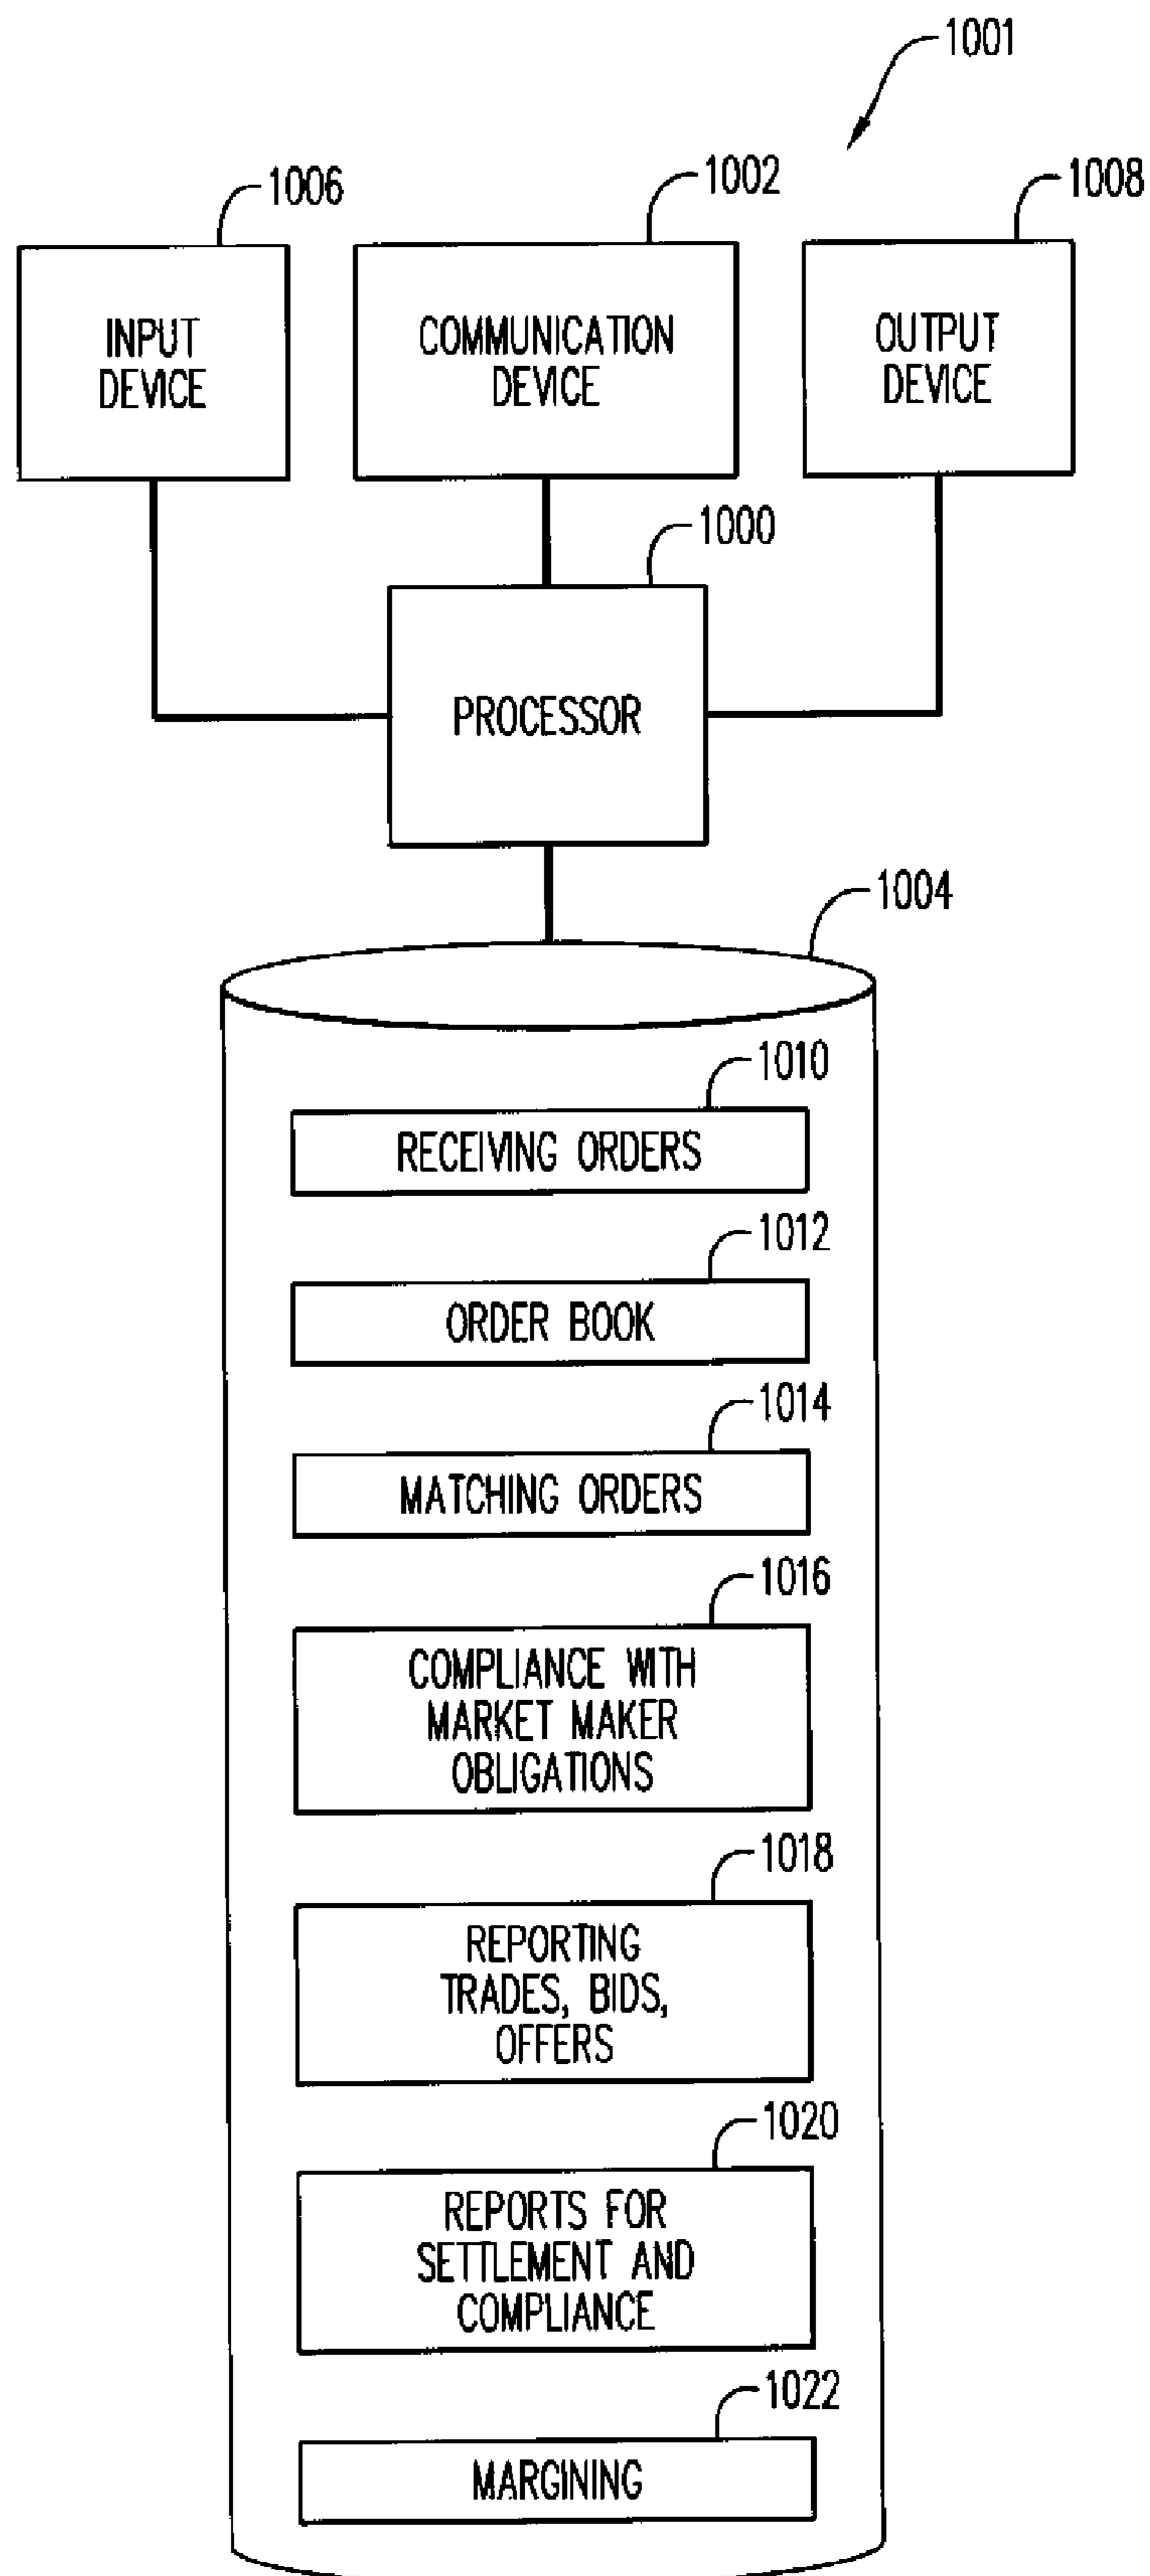 1001
1006
1002
1008
INPUT
DEVICE
COMMUNICATION
DEVICE
OUTPUT
DEVICE
1000
PROCESSOR
1004
1010
RECEIVING ORDERS
1012
ORDER BOOK
1014
MATCHING ORDERS
1016
COMPLIANCE WITH
MARKET MAKER
OBLIGATIONS
1018
REPORTING
TRADES, BIDS,
OFFERS
1020
REPORTS FOR
SETTLEMENT AND
COMPLIANCE
1022
MARGINING